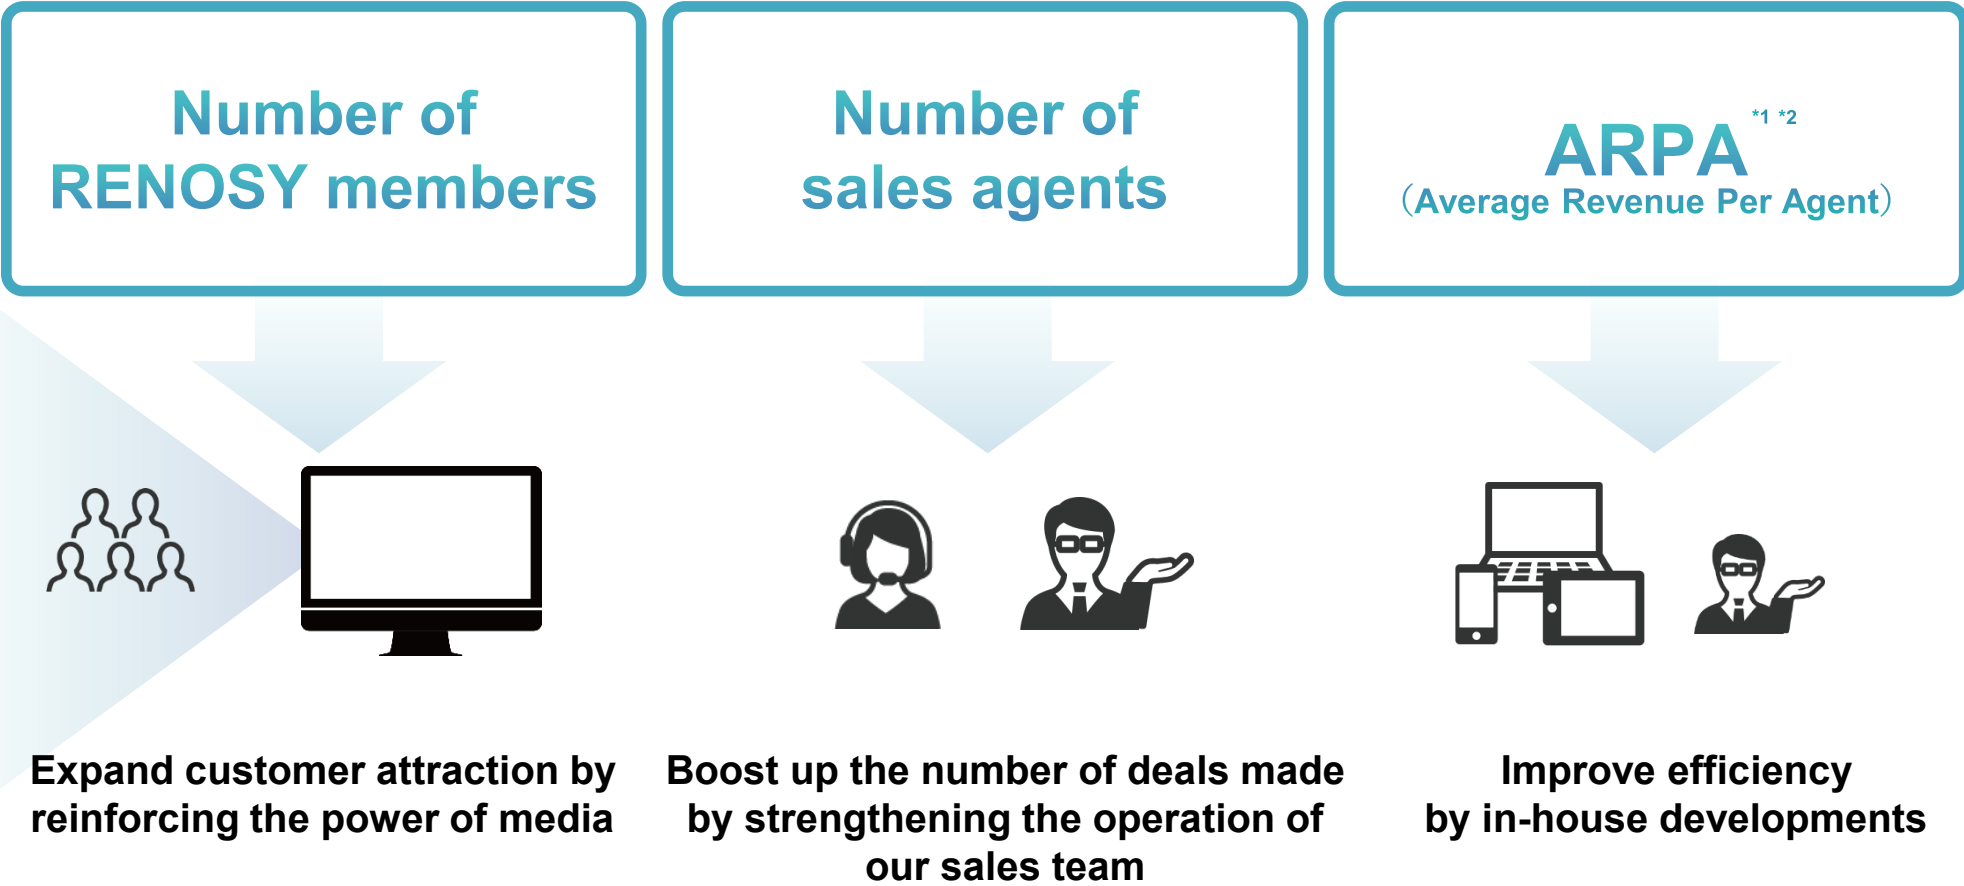 Number of
RENOSY members
Number of
sales agents
ARPA *1 *2
（Average Revenue Per Agent）
Expand customer attraction by
reinforcing the power of media
Boost up the number of deals made
by strengthening the operation of
our sales team
Improve efficiency
by in-house developments